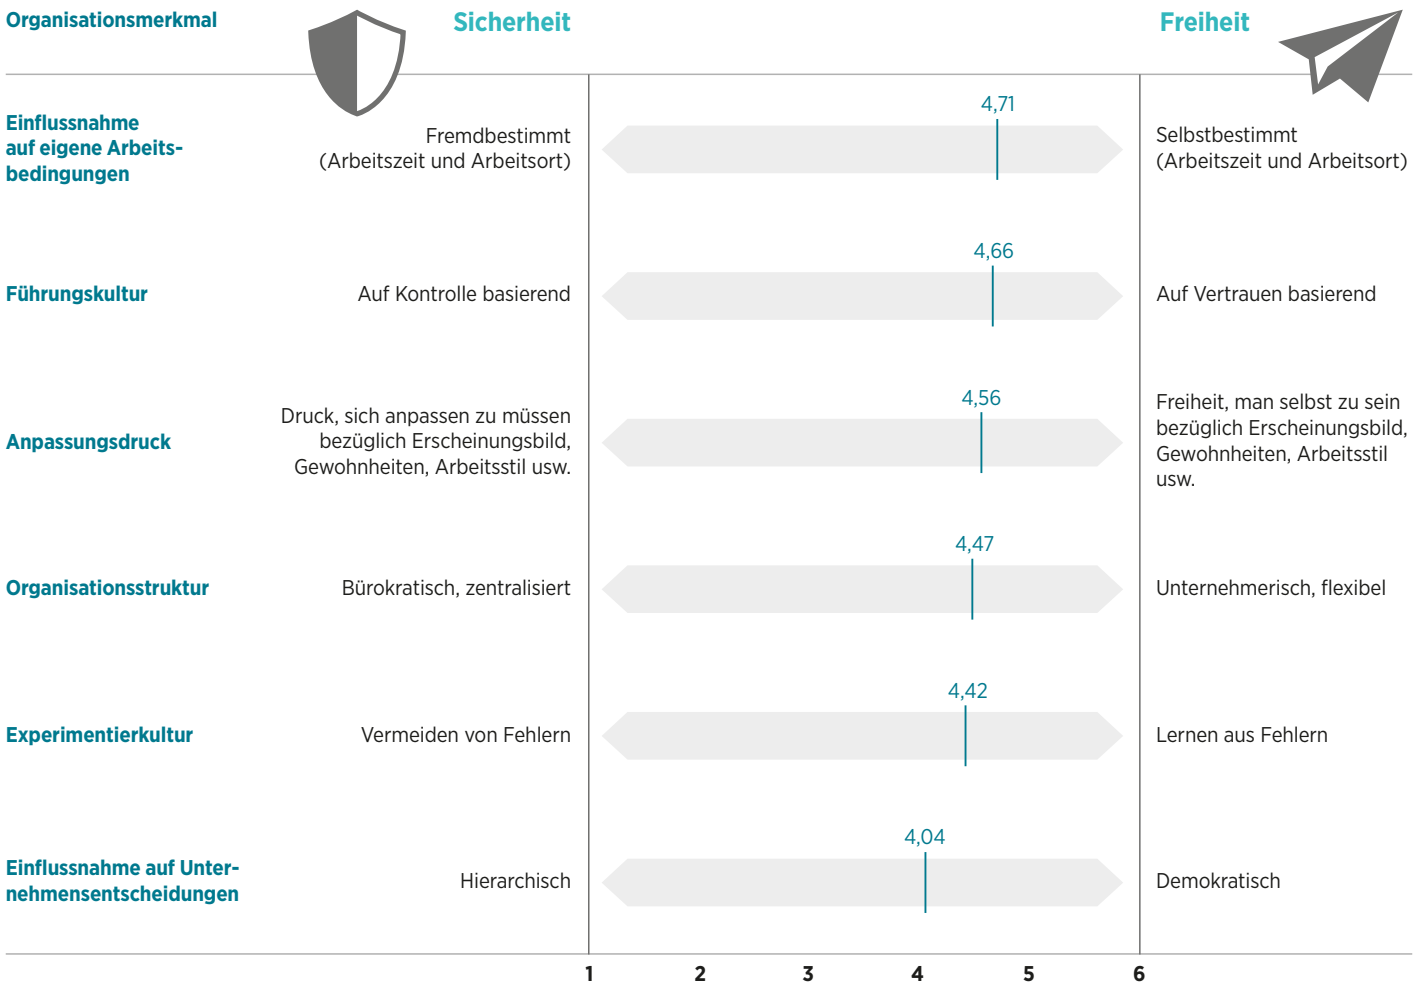 Organisationsmerkmal
Sicherheit
Freiheit
Einflussnahme
auf eigene Arbeits-
bedingungen
Fremdbestimmt
(Arbeitszeit und Arbeitsort)
4,71
Selbstbestimmt
(Arbeitszeit und Arbeitsort)
Führungskultur
Auf Kontrolle basierend
4,66
Auf Vertrauen basierend
Anpassungsdruck
Druck, sich anpassen zu müssen
bezüglich Erscheinungsbild,
Gewohnheiten, Arbeitsstil usw.
4,56
Freiheit, man selbst zu sein
bezüglich Erscheinungsbild,
Gewohnheiten, Arbeitsstil
usw.
Organisationsstruktur
Bürokratisch, zentralisiert
4,47
Unternehmerisch, flexibel
Experimentierkultur
Vermeiden von Fehlern
4,42
Lernen aus Fehlern
Einflussnahme auf Unter-
nehmensentscheidungen
Hierarchisch
4,04
Demokratisch
1 2 3 4 5 6